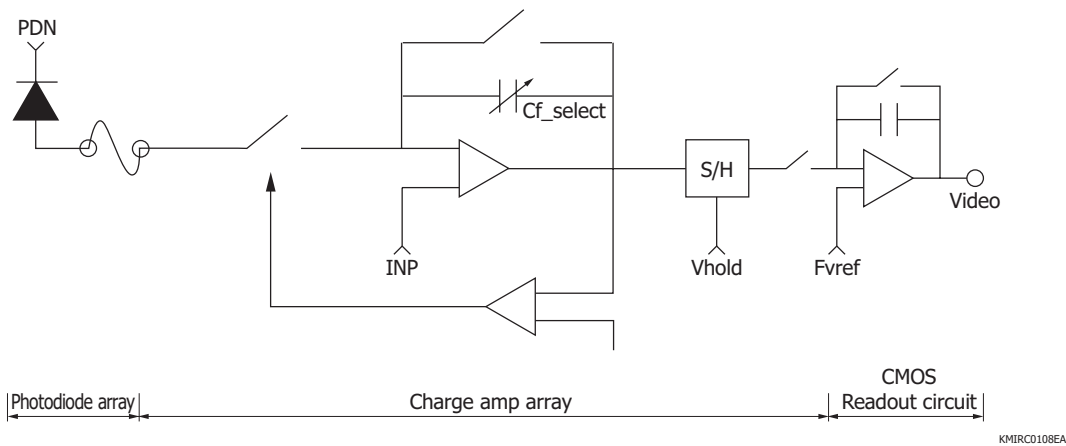 PDN
Cf_select
S/H
Video
INP
Vhold
Fvref
Photodiode array
Charge amp array
CMOS
Readout circuit
KMIRC0108EA